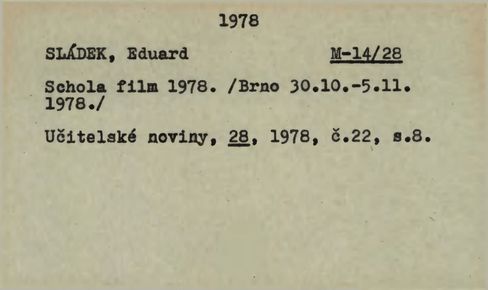 1978
SLÁDEK, Eduard M-14/28
Schola film 1978. /Brno 30.10.-5.11.
1978./
Učitelské noviny, 28, 1978, č.22, s.8.